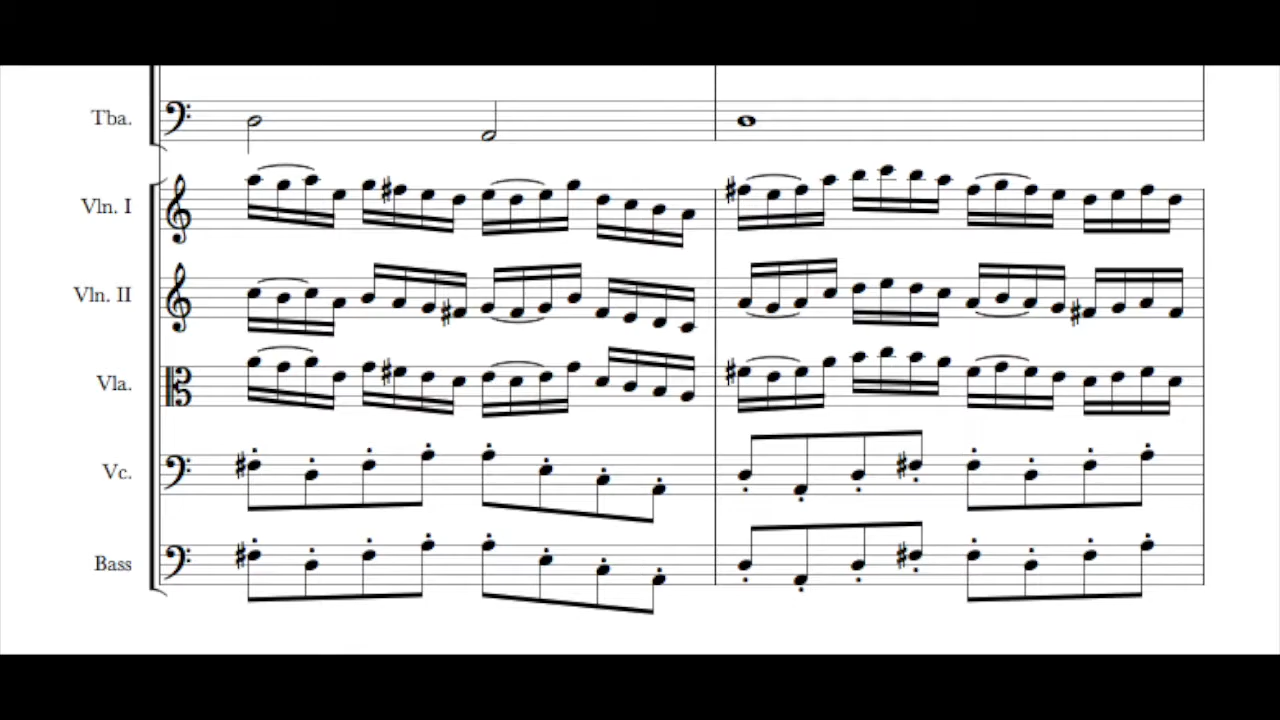 Tba.
Vln. I
Vln. II
Vla.
Vc.
Bass